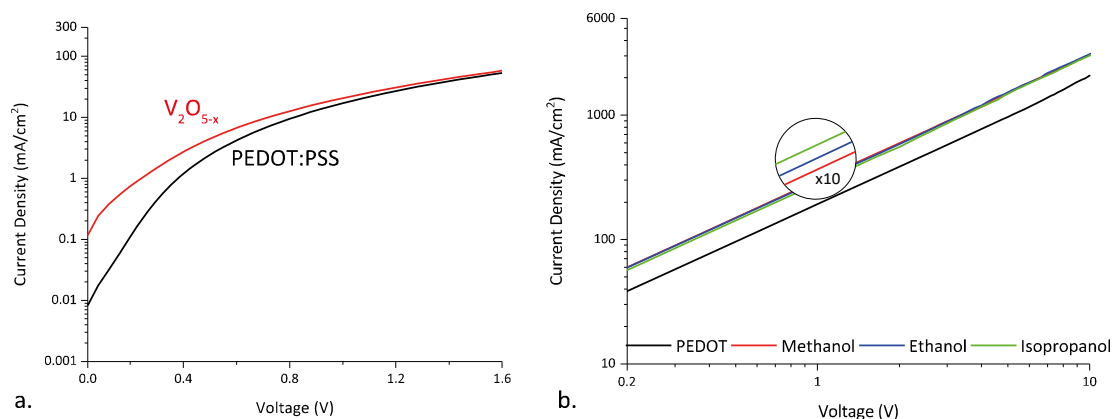 300
100
10
1
0.1
0.01
0.001
Current Density (mA/cm²)
V₂O₅₋ₓ
PEDOT:PSS
0.0 0.4 0.8 1.2 1.6
Voltage (V)
a.
6000
1000
100
10
Current Density (mA/cm²)
x10
PEDOT Methanol Ethanol Isopropanol
0.2 1 10
Voltage (V)
b.